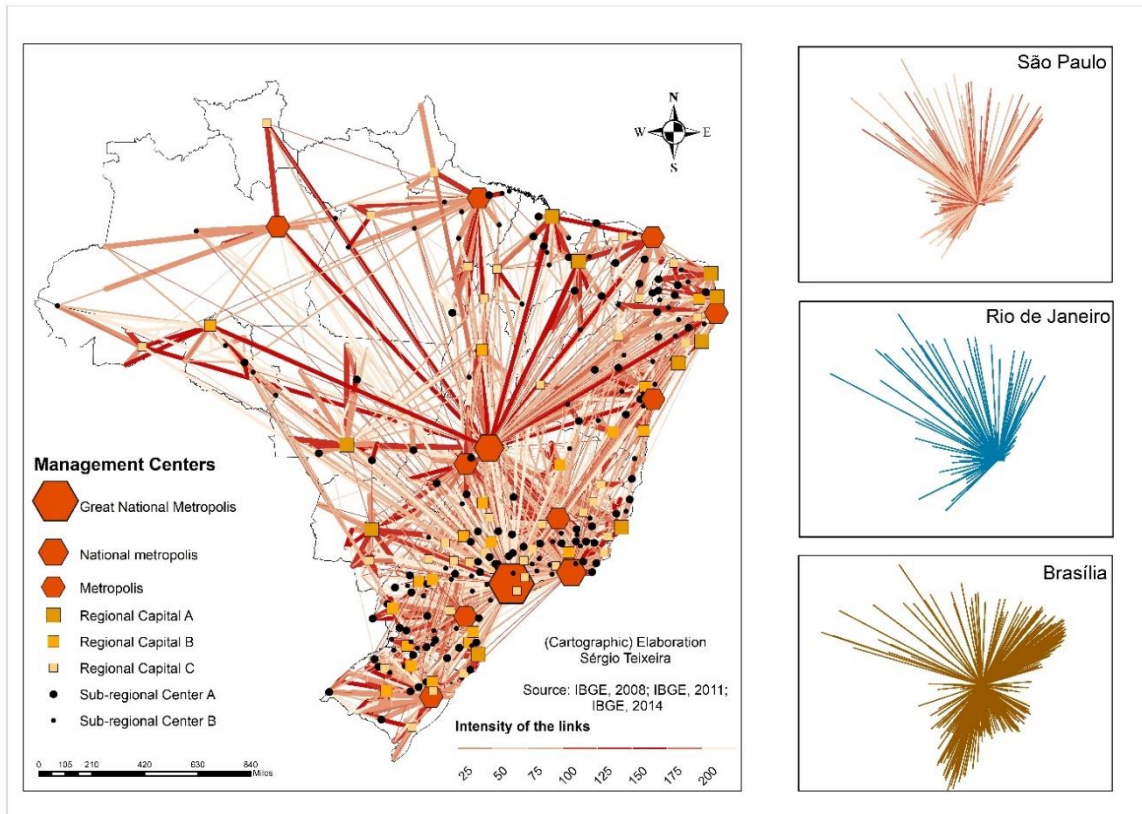 N
W E
S
Management Centers
Great National Metropolis
National metropolis
Metropolis
Regional Capital A
Regional Capital B
Regional Capital C
Sub-regional Center A
Sub-regional Center B
0 105 210 420 630 840
Miles
(Cartographic) Elaboration
Sérgio Teixeira
Source: IBGE, 2008; IBGE, 2011;
IBGE, 2014
Intensity of the links
25 50 75 100 125 150 175 200
São Paulo
Rio de Janeiro
Brasília